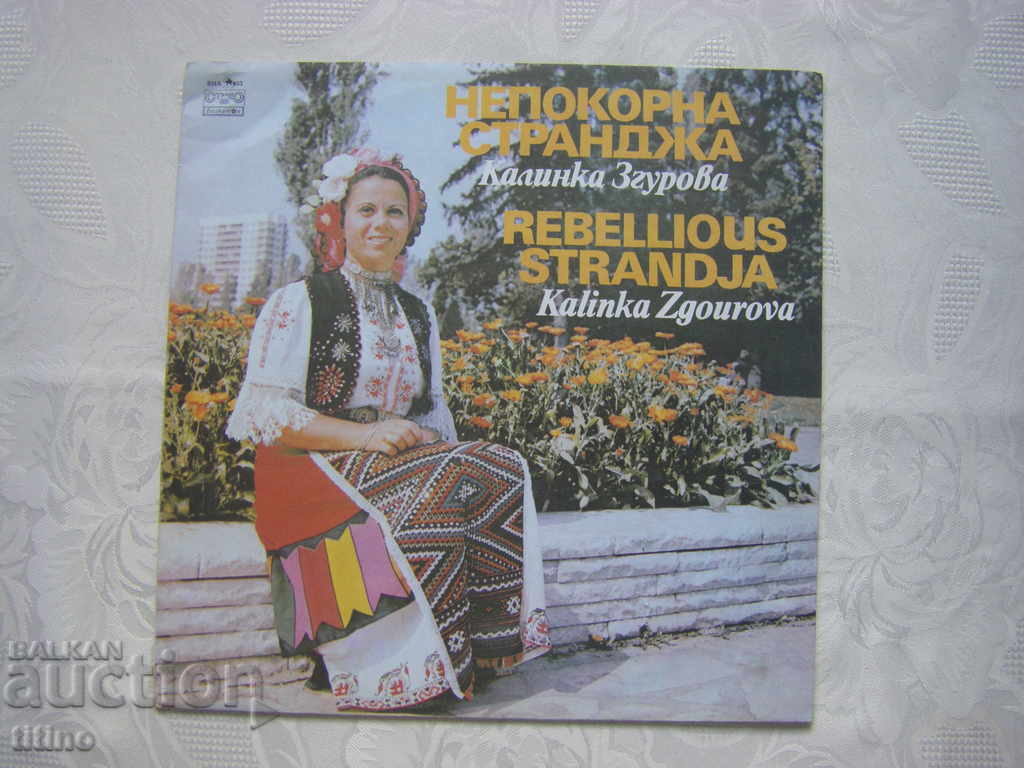 НЕПОКОРНА
СТРАНДЖА
Калинка Згурова
REBELLIOUS
STRANDJA
Kalinka Zgourova
BALKAN
auction
titino